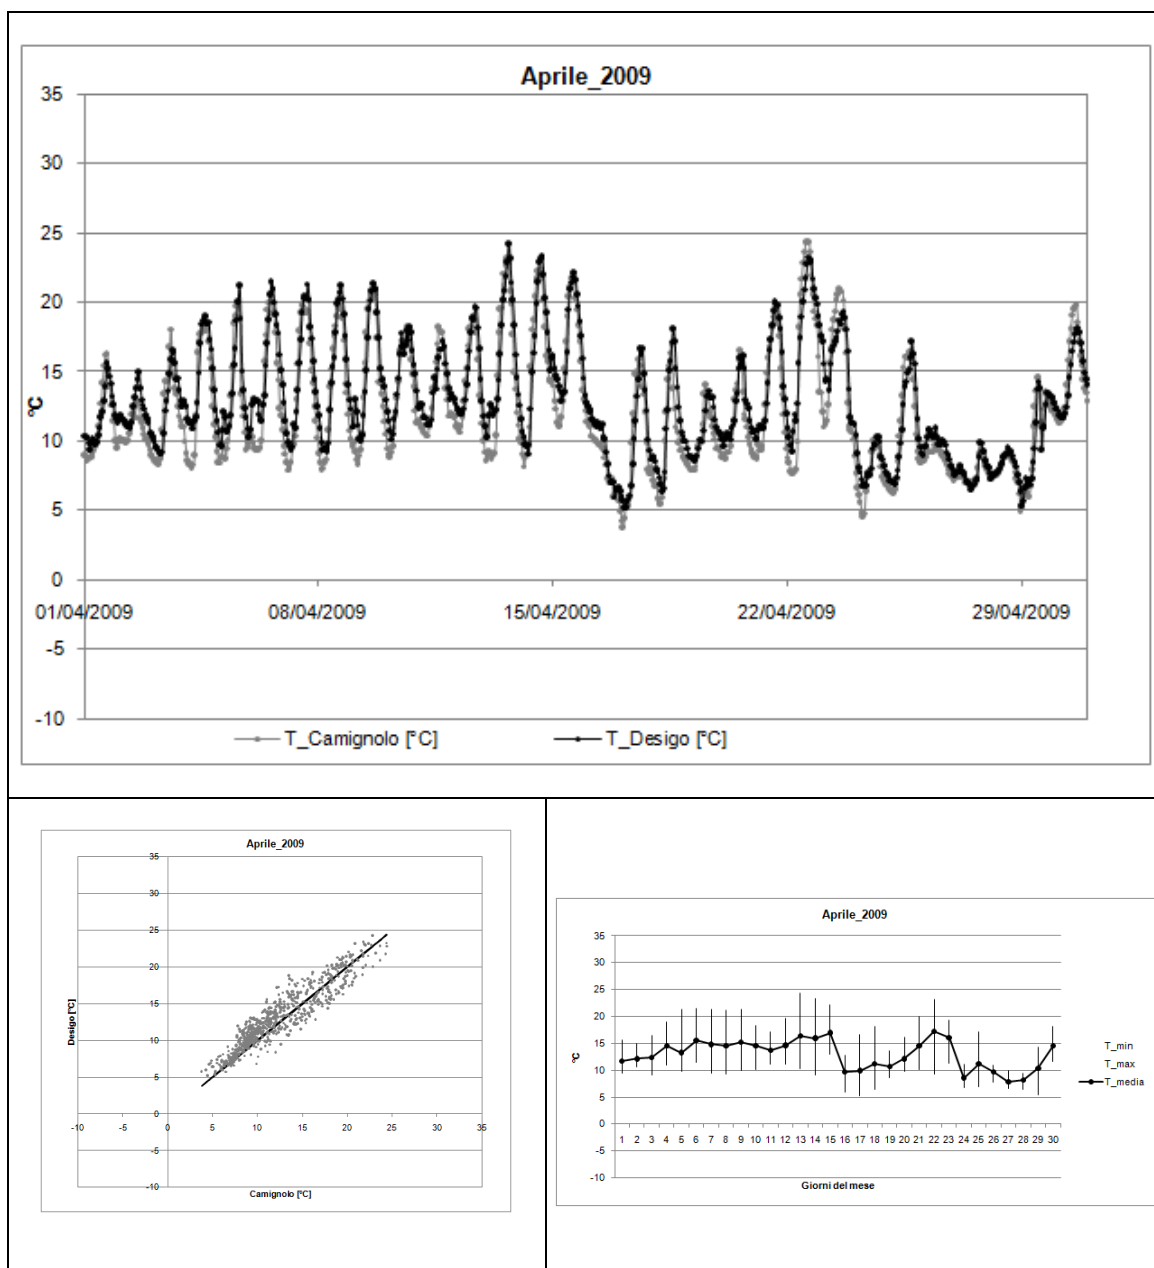 Aprile_2009
35
30
25
20
15
10
5
0
-5
-10
°C
01/04/2009 08/04/2009 15/04/2009 22/04/2009 29/04/2009
T_Camignolo [°C] T_Desigo [°C]
Aprile_2009
35
30
25
20
15
10
5
0
-5
-10
Desigo [°C]
-10 -5 0 5 10 15 20 25 30 35
Camignolo [°C]
Aprile_2009
35
30
25
20
15
10
5
0
-5
-10
°C
1 2 3 4 5 6 7 8 9 10 11 12 13 14 15 16 17 18 19 20 21 22 23 24 25 26 27 28 29 30
Giorni del mese
T_min
T_max
T_media